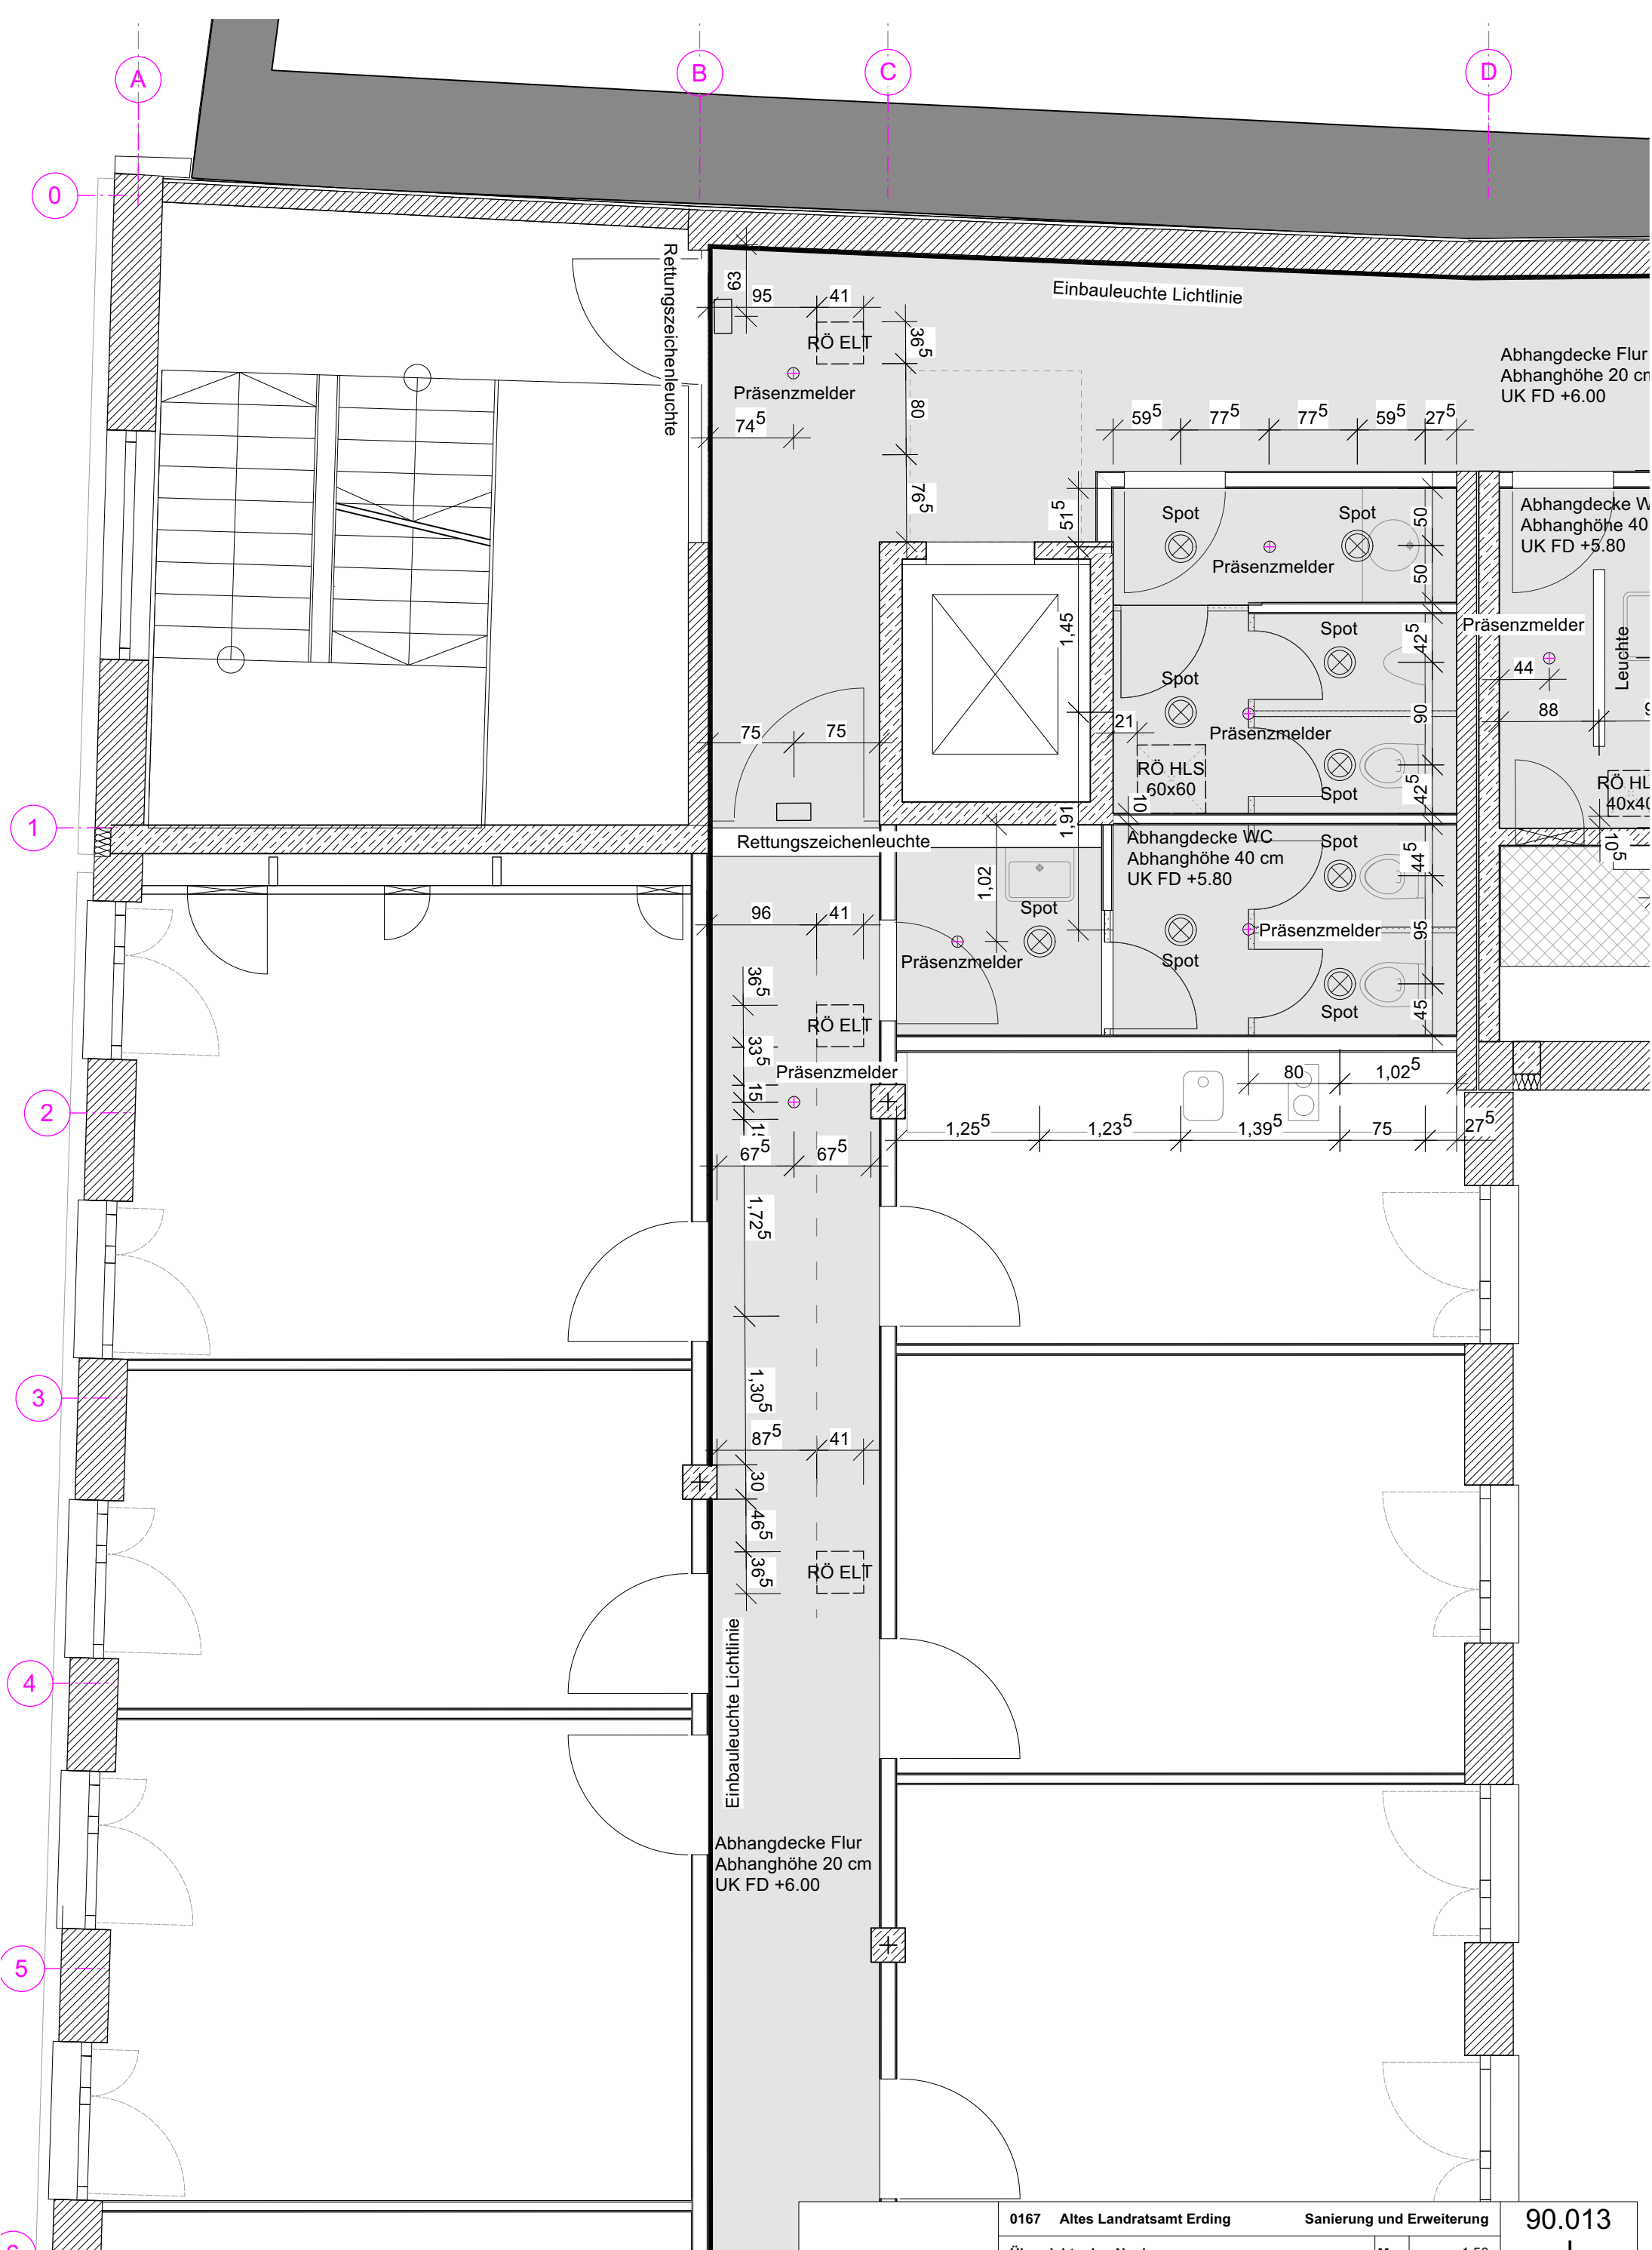 A
B
C
D
0
Rettungszeichenleuchte
63
95
41
RÖ ELT
36⁵
Einbauleuchte Lichtlinie
Präsenzmelder
74⁵
80
76⁵
Abhangdecke Flur
Abhanghöhe 20 cm
UK FD +6.00
59⁵
77⁵
77⁵
59⁵
27⁵
51⁵
Spot
Spot
50
Präsenzmelder
50
Abhangdecke W
Abhanghöhe 40
UK FD +5.80
1,45
Spot
42⁵
Präsenzmelder
Leuchte
44
Spot
21
90
88
Präsenzmelder
75
75
RÖ HLS
60x60
Spot
42⁵
RÖ HL
40x40
10
10⁵
1
Rettungszeichenleuchte
1,91
Abhangdecke WC
Abhanghöhe 40 cm
UK FD +5.80
Spot
44⁵
1,02
Spot
96
41
Präsenzmelder
Präsenzmelder
95
Spot
Spot
45
36⁵
RÖ ELT
33⁵
Präsenzmelder
15
15
80
1,02⁵
2
67⁵
67⁵
1,25⁵
1,23⁵
1,39⁵
75
27⁵
1,72⁵
3
1,30⁵
87⁵
41
30
46⁵
36⁵
RÖ ELT
4
Einbauleuchte Lichtlinie
Abhangdecke Flur
Abhanghöhe 20 cm
UK FD +6.00
5
0167 Altes Landratsamt Erding Sanierung und Erweiterung
90.013